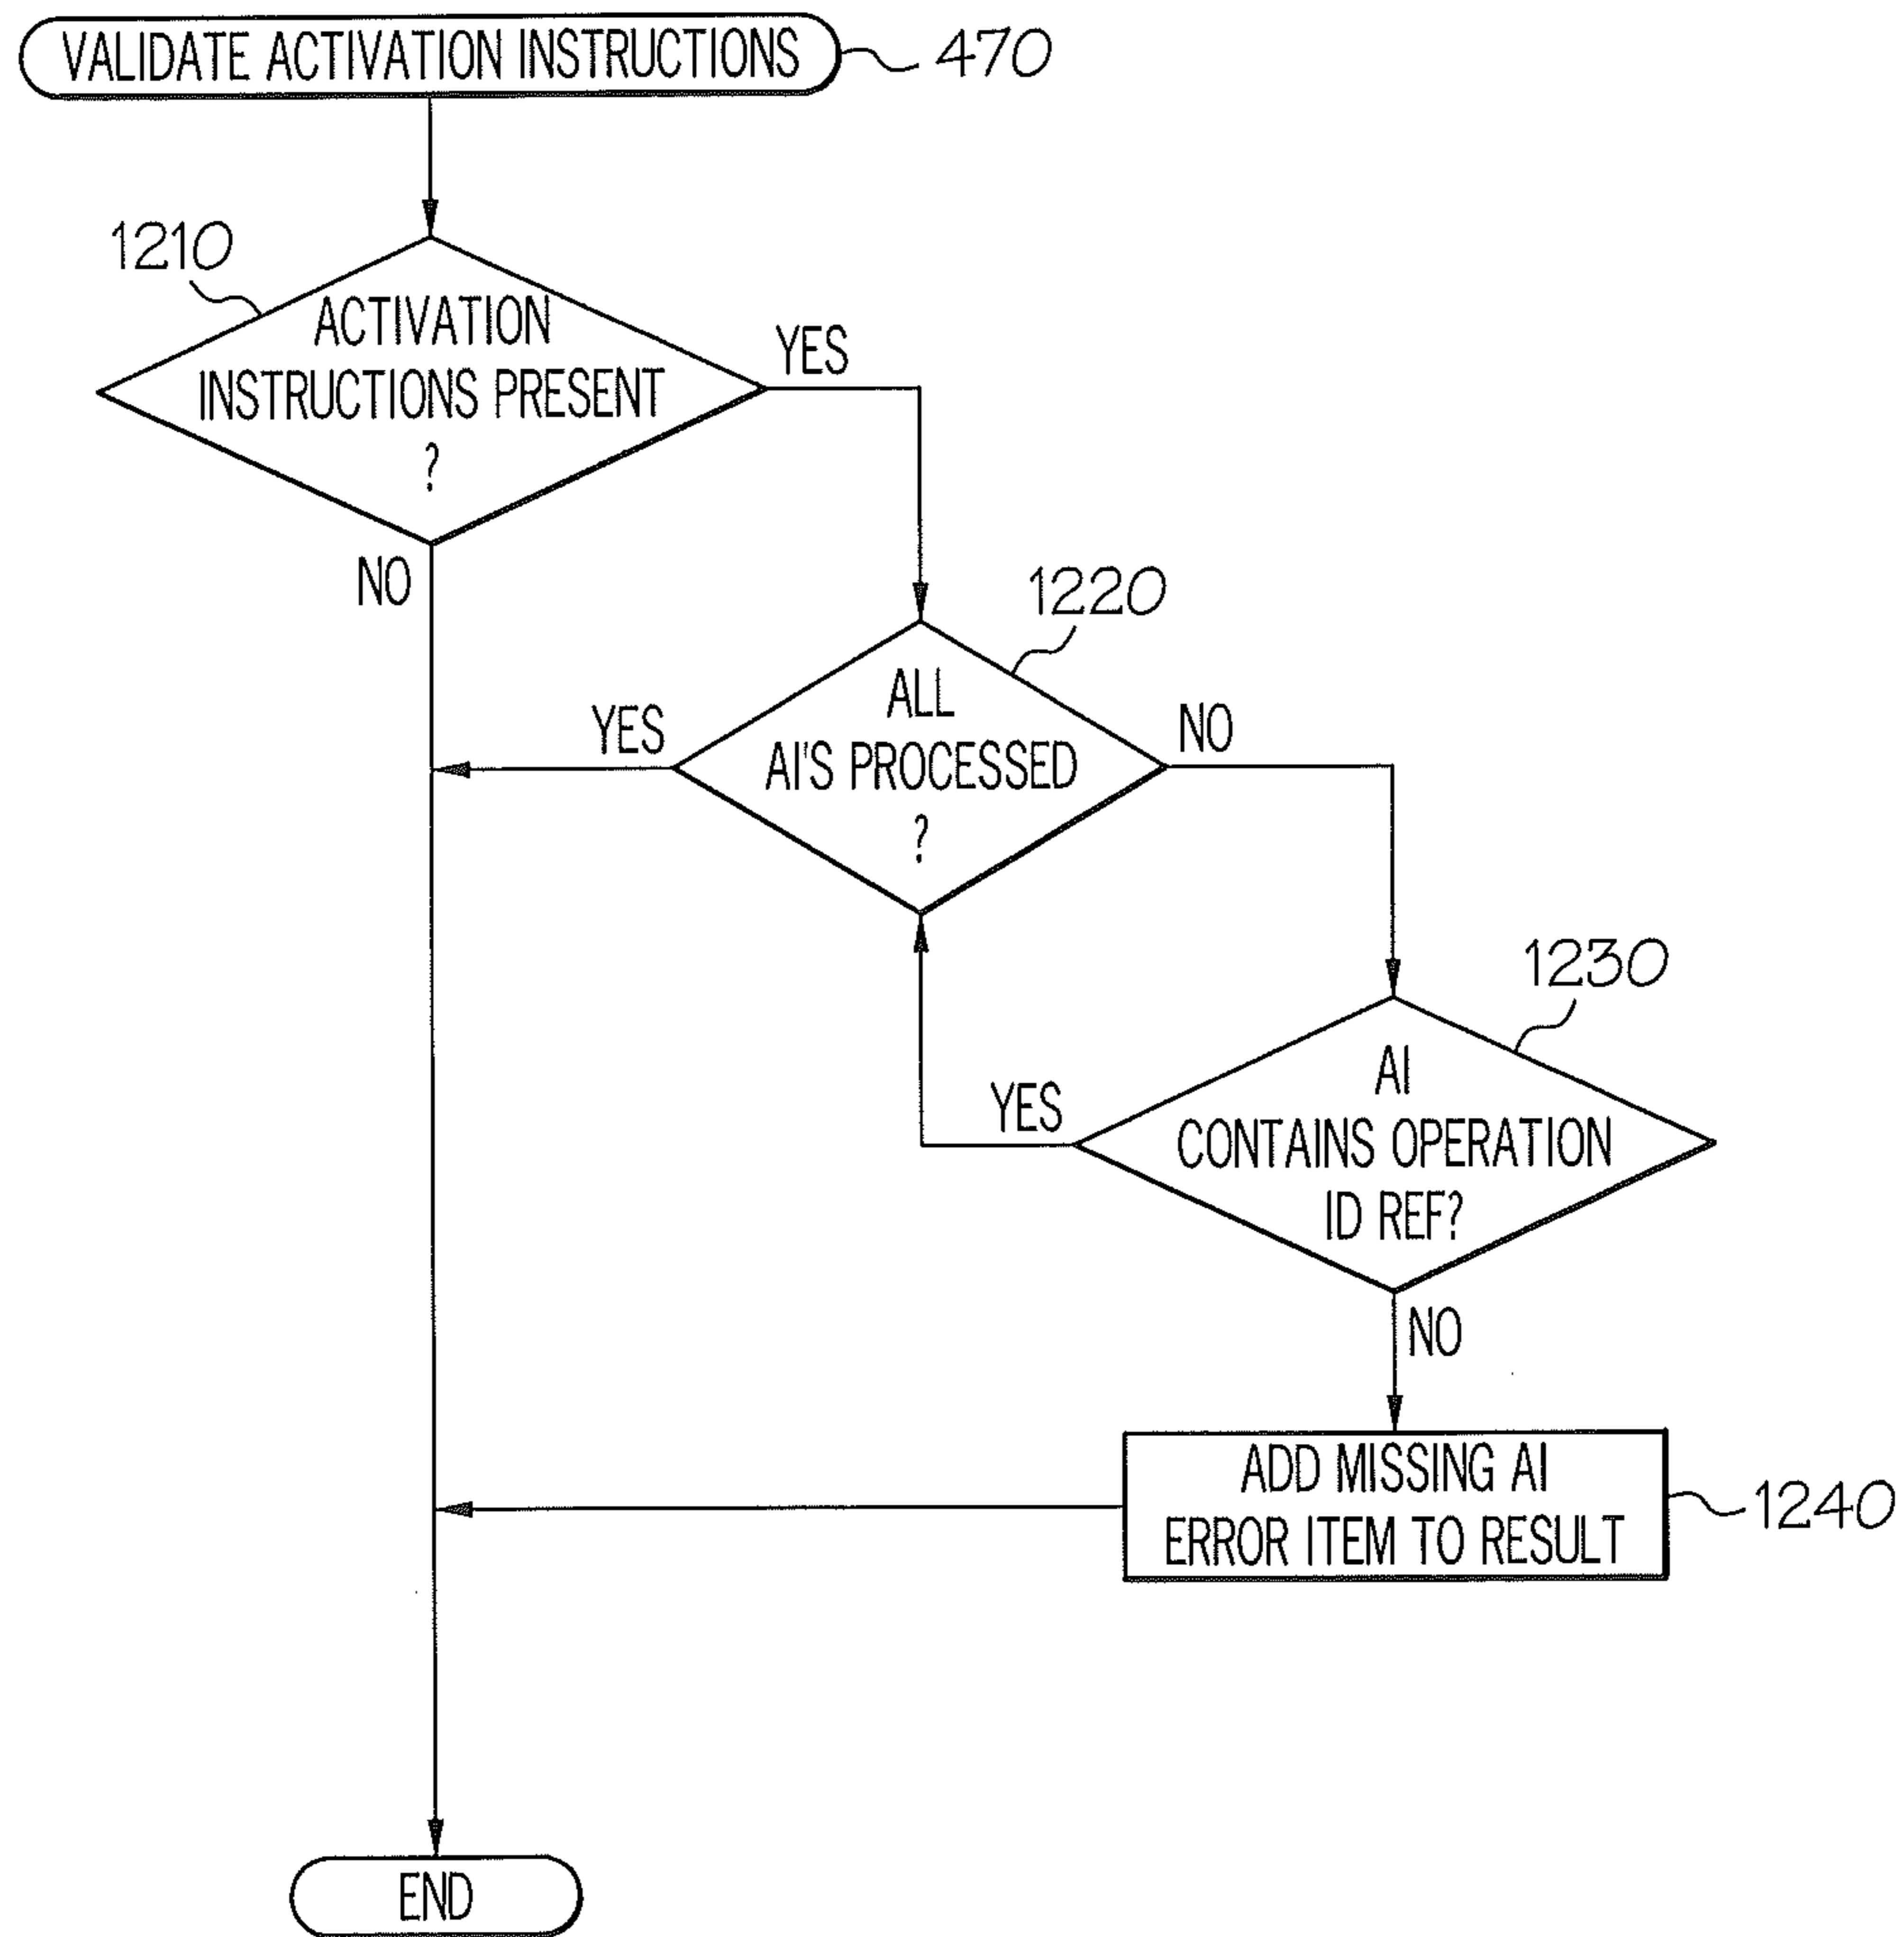 VALIDATE ACTIVATION INSTRUCTIONS
470
1210
ACTIVATION
INSTRUCTIONS PRESENT
?
YES
NO
1220
ALL
AI'S PROCESSED
?
YES
NO
1230
AI
CONTAINS OPERATION
ID REF?
YES
NO
ADD MISSING AI
ERROR ITEM TO RESULT
1240
END